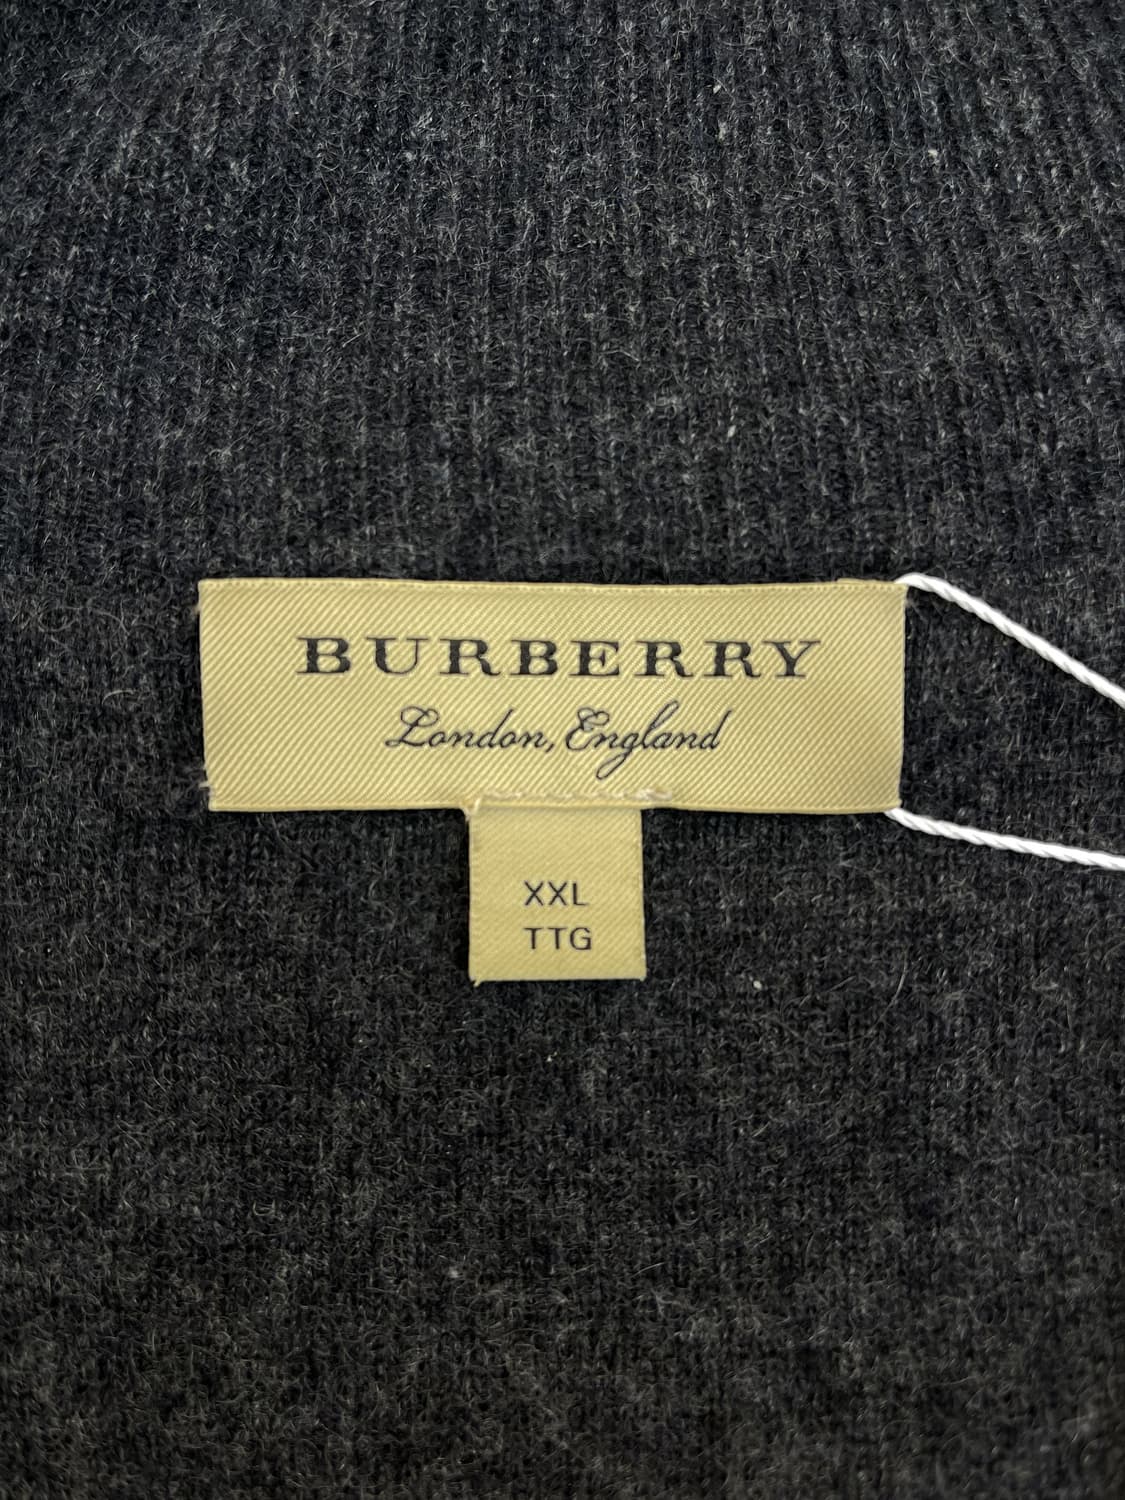 BURBERRY
London, England
XXL
TTG